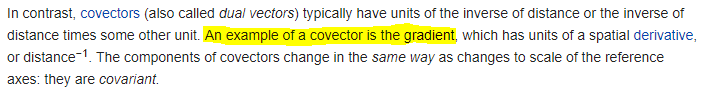 In contrast, covectors (also called dual vectors) typically have units of the inverse of distance or the inverse of
distance times some other unit. An example of a covector is the gradient, which has units of a spatial derivative,
or distance−1. The components of covectors change in the same way as changes to scale of the reference
axes: they are covariant.